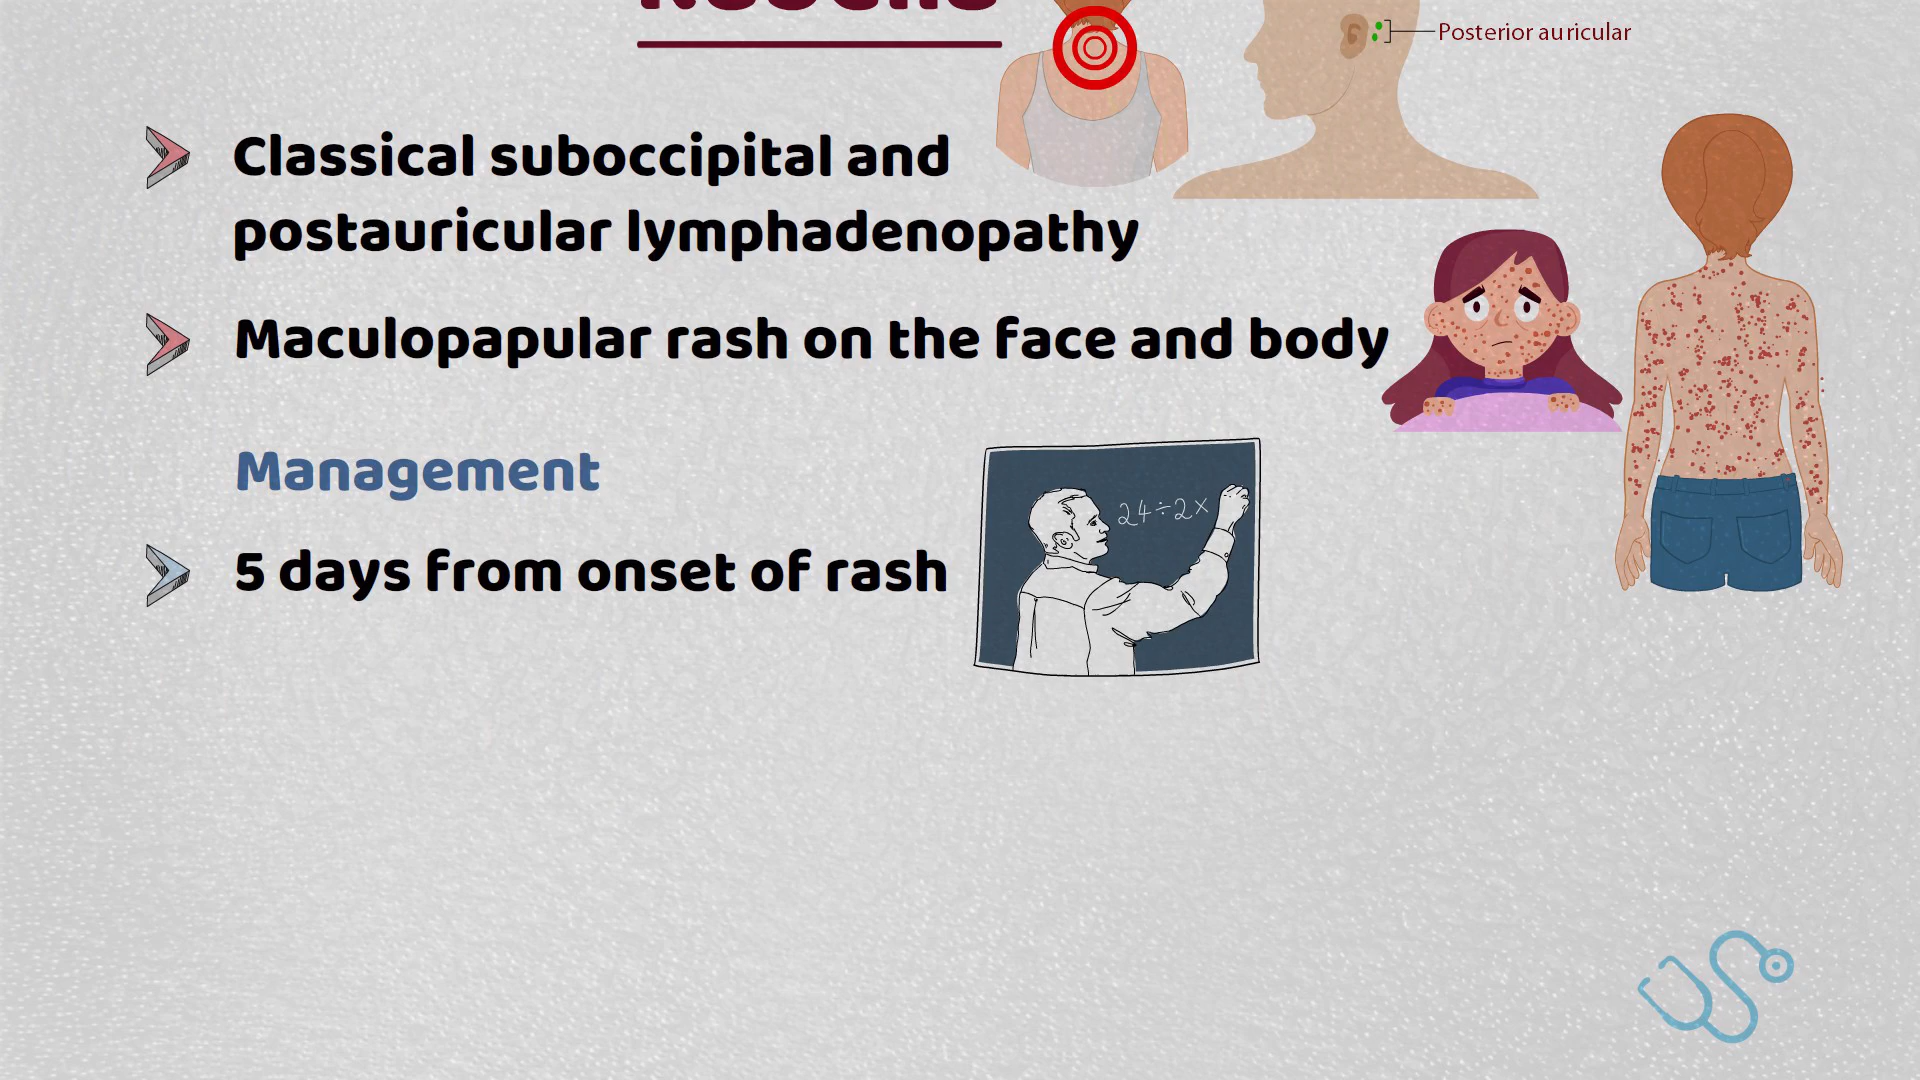 Posterior auricular
Classical suboccipital and
postauricular lymphadenopathy
Maculopapular rash on the face and body
Management
24÷2x
5 days from onset of rash